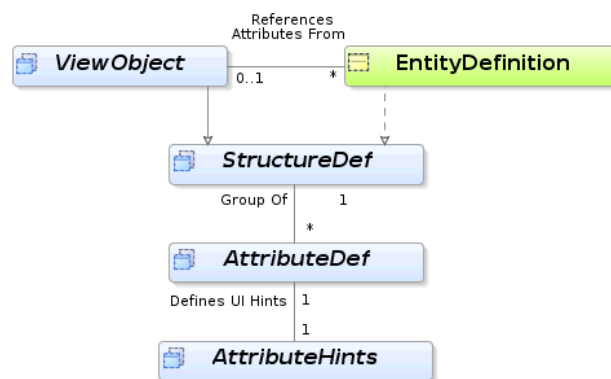 References
Attributes From
ViewObject
EntityDefinition
0..1
*
StructureDef
Group Of
1
*
AttributeDef
Defines UI Hints
1
1
AttributeHints